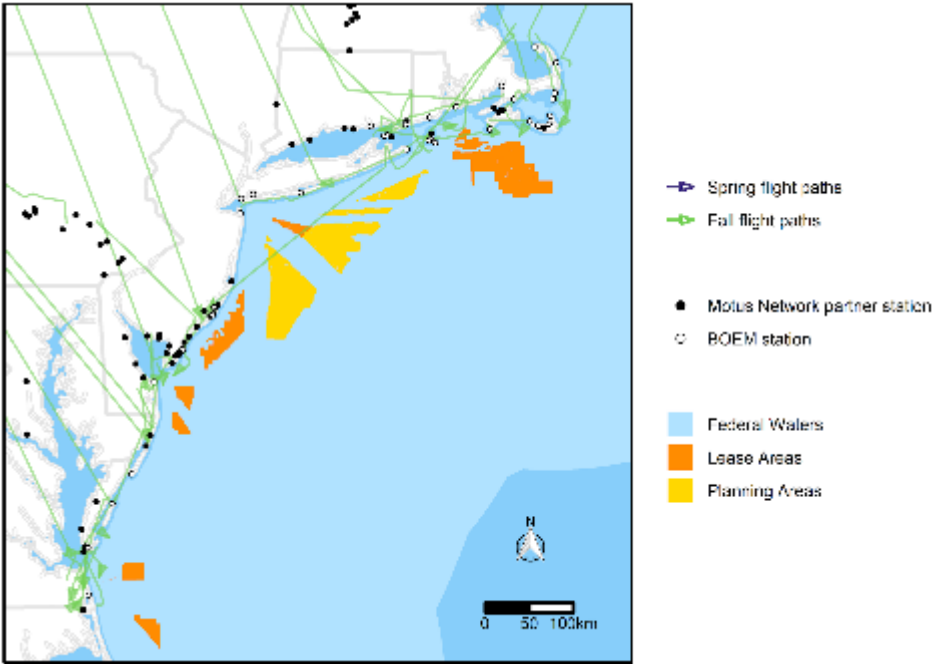 Spring flight paths
Fall flight paths
Motus Network partner station
BOEM station
Federal Waters
Lease Areas
Planning Areas
N
0 50 100km